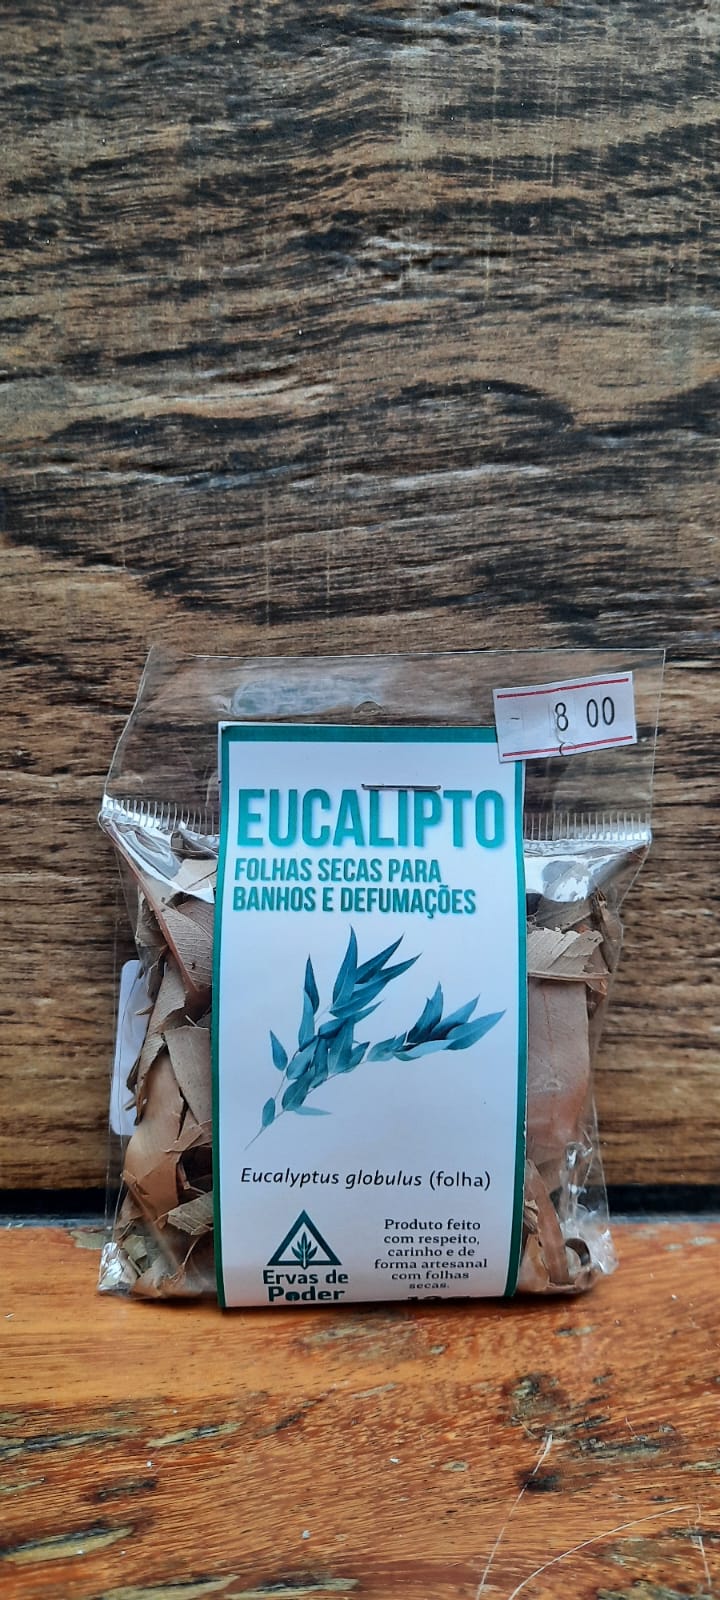 8 00
EUCALIPTO
FOLHAS SECAS PARA
BANHOS E DEFUMAÇÕES
Eucalyptus globulus (folha)
Ervas de
Poder
Produto feito
com respeito,
carinho e de
forma artesanal
com folhas
secas.